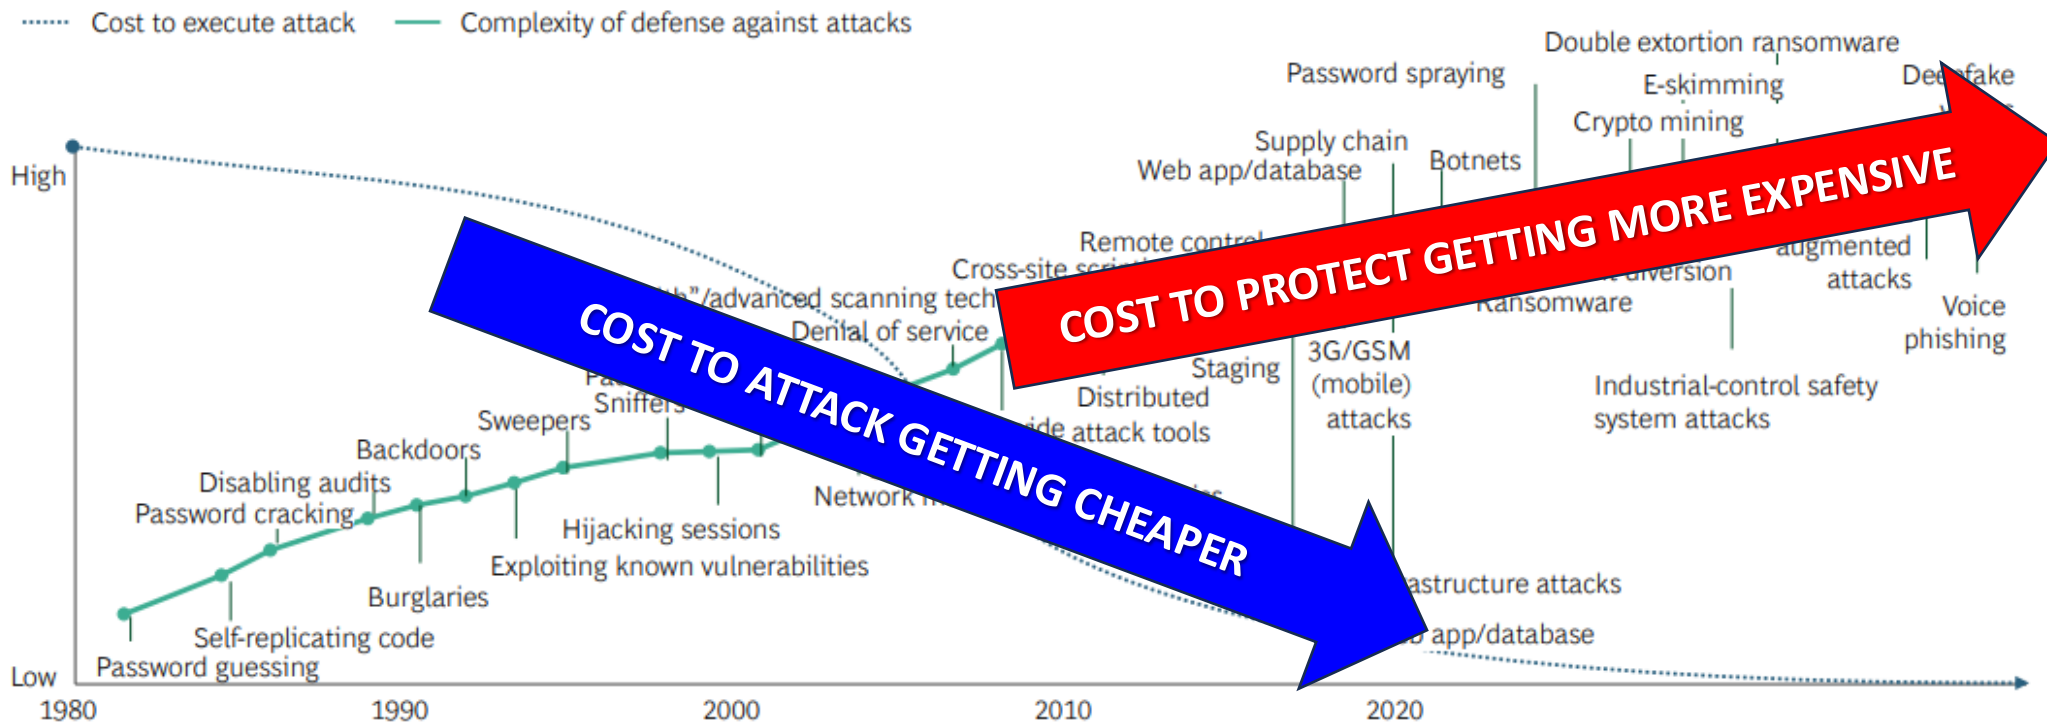 Cost to execute attack
Complexity of defense against attacks
Double extortion ransomware
Password spraying
E-skimming
Crypto mining
Supply chain
Web app/database
Botnets
High
Remote control
Cross-site
/advanced scanning
Denial of service
COST TO PROTECT GETTING MORE EXPENSIVE
augmented
attacks
Ransomware
Voice
phishing
COST TO ATTACK GETTING CHEAPER
Staging
3G/GSM
(mobile)
attacks
Distributed
attack tools
Industrial-control safety
system attacks
Sniffers
Sweepers
Backdoors
Disabling audits
Password cracking
Network
Hijacking sessions
Exploiting known vulnerabilities
Burglaries
attacks
app/database
Self-replicating code
Password guessing
Low
1980
1990
2000
2010
2020